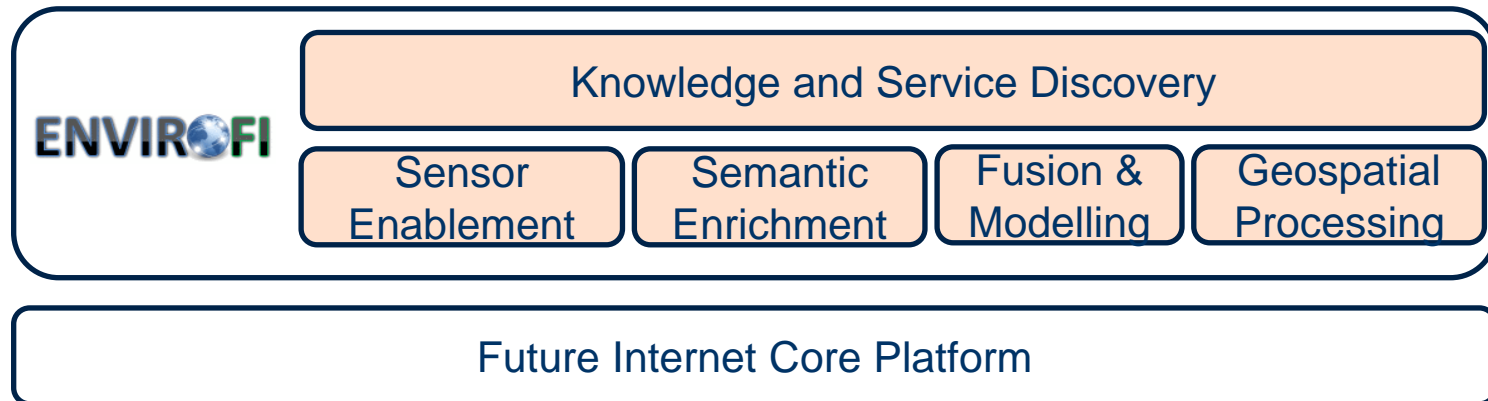 Knowledge and Service Discovery
ENVIROFI
Sensor
Enablement
Semantic
Enrichment
Fusion &
Modelling
Geospatial
Processing
Future Internet Core Platform